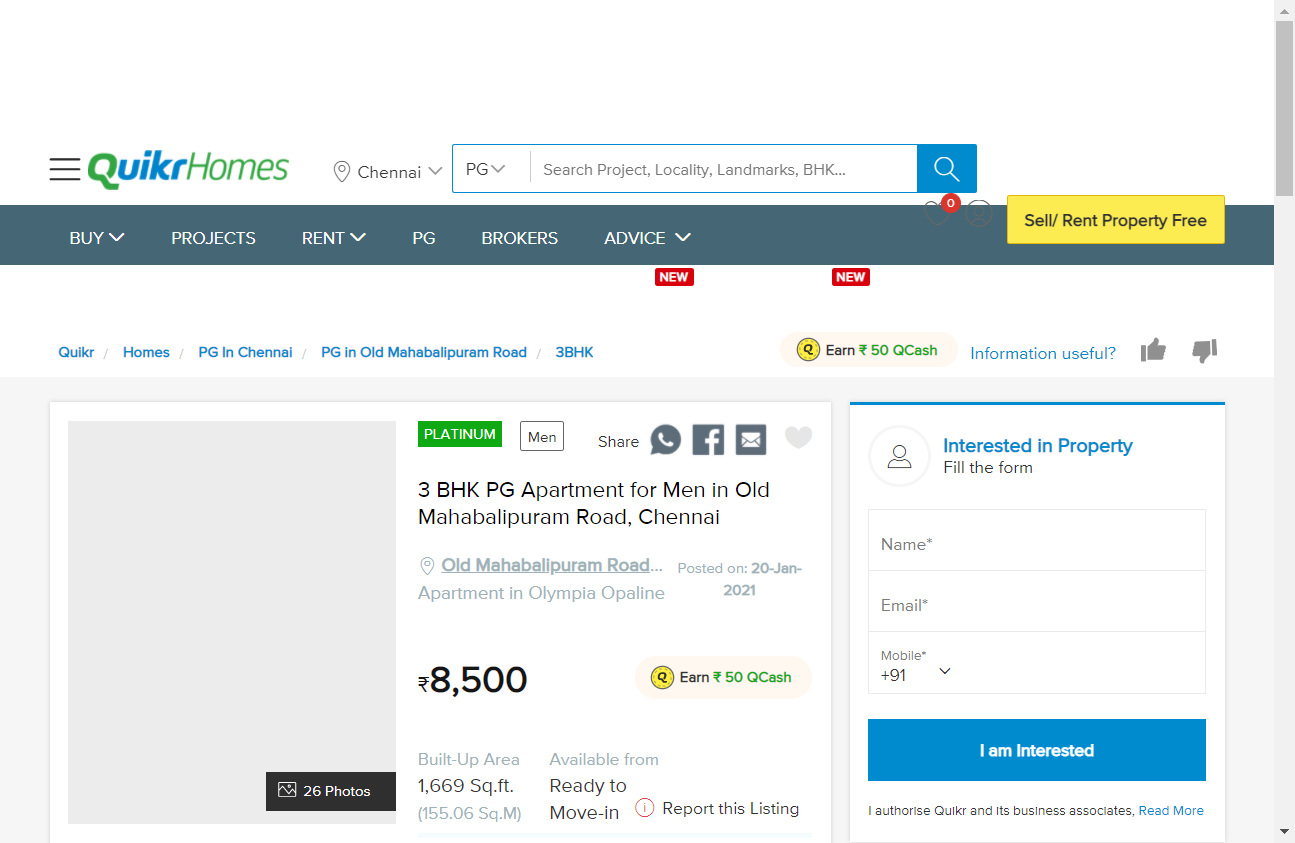 QuikrHomes
Chennai
PG
Search Project, Locality, Landmarks, BHK...
0
Sell/ Rent Property Free
BUY
PROJECTS
RENT
PG
BROKERS
ADVICE
NEW
NEW
Quikr / Homes / PG In Chennai / PG in Old Mahabalipuram Road / 3BHK
Q Earn ₹ 50 QCash
Information useful?
PLATINUM
Men
Share
3 BHK PG Apartment for Men in Old
Mahabalipuram Road, Chennai
Old Mahabalipuram Road...
Posted on: 20-Jan-
2021
Apartment in Olympia Opaline
₹8,500
Q Earn ₹ 50 QCash
Built-Up Area
1,669 Sq.ft.
(155.06 Sq.M)
Available from
Ready to
Move-in
Report this Listing
26 Photos
Interested in Property
Fill the form
Name*
Email*
Mobile*
+91
I am Interested
I authorise Quikr and its business associates, Read More